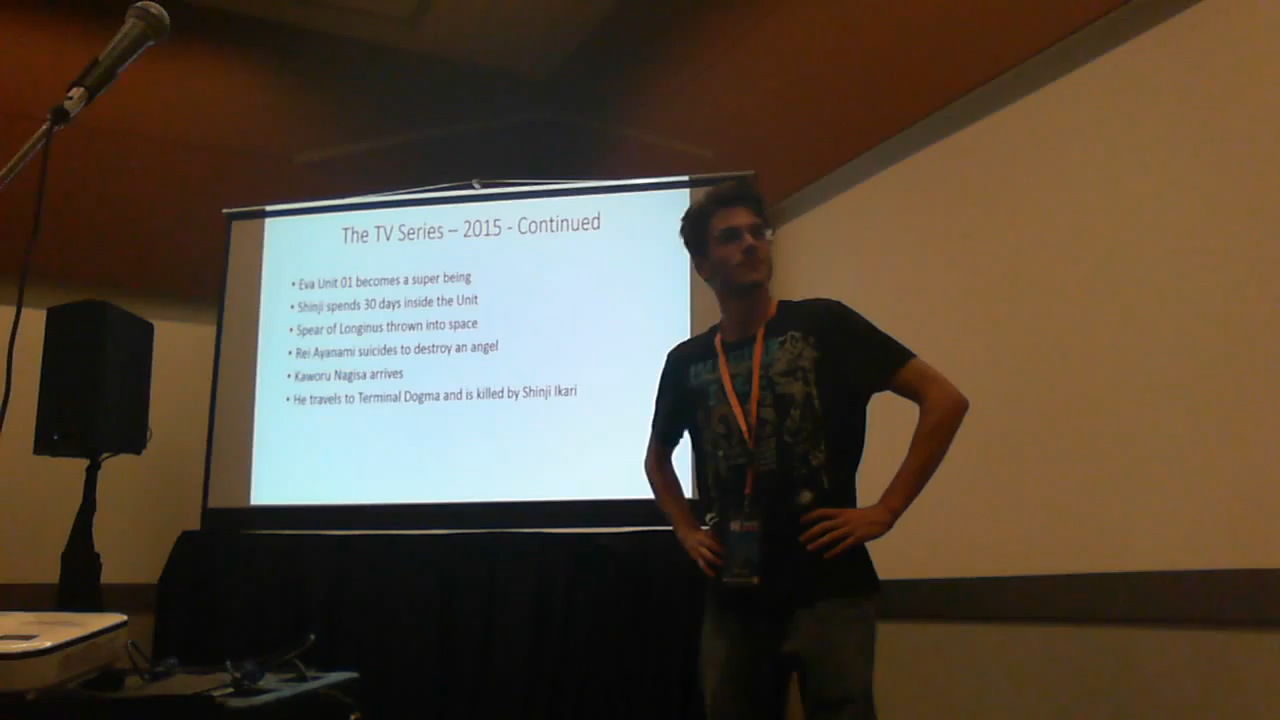 The TV Series – 2015 - Continued
• Eva Unit 01 becomes a super being
• Shinji spends 30 days inside the Unit
• Spear of Longinus thrown into space
• Rei Ayanami suicides to destroy an angel
• Kaworu Nagisa arrives
• He travels to Terminal Dogma and is killed by Shinji Ikari